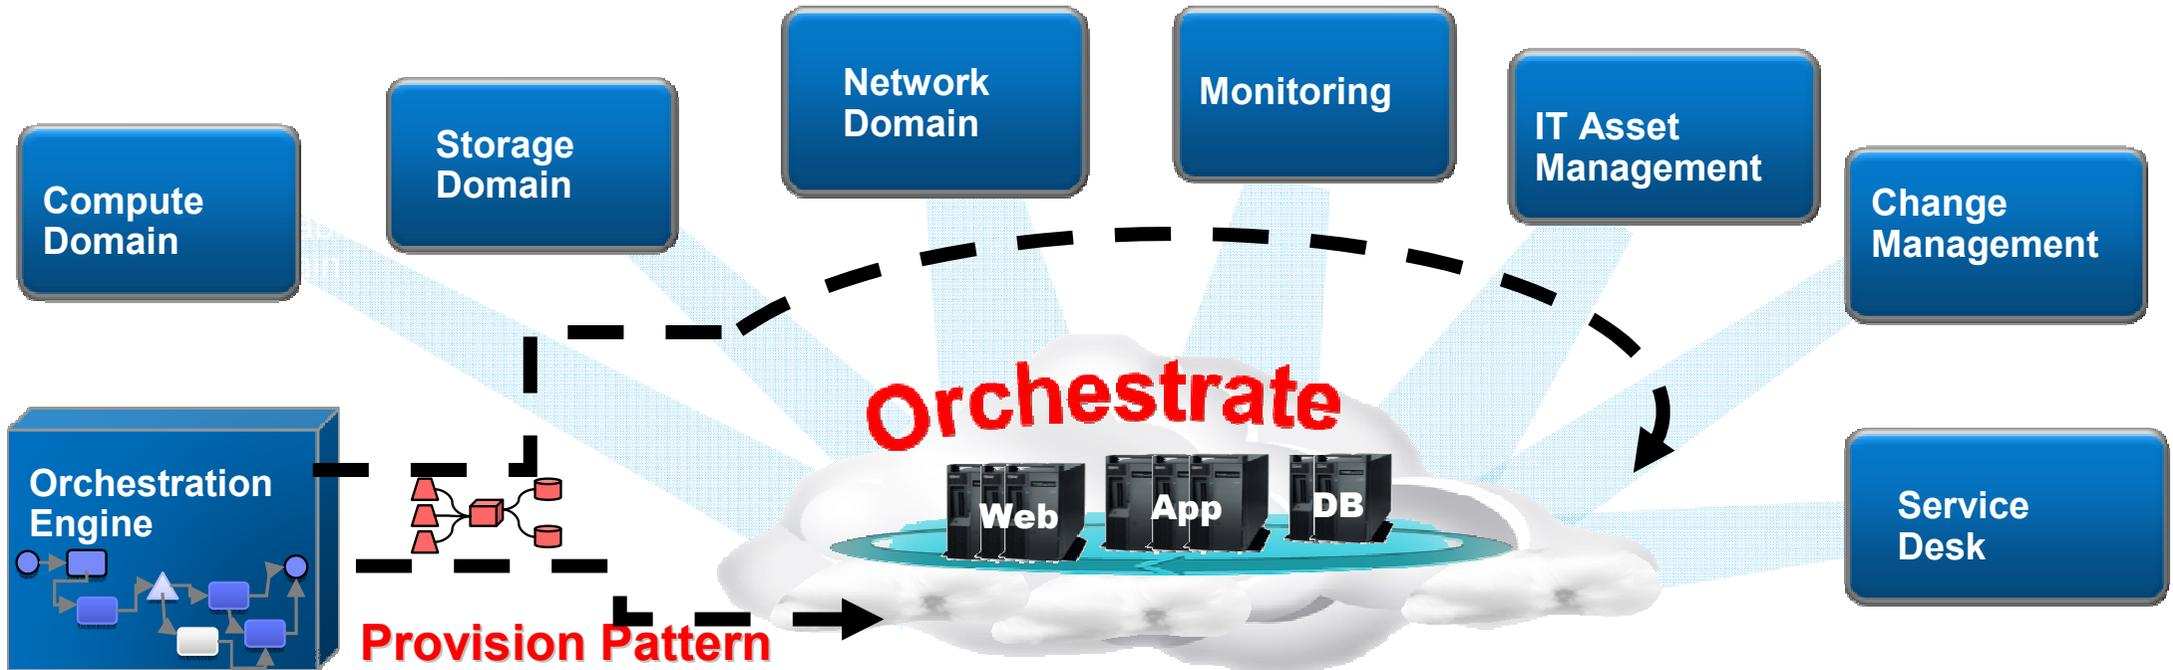 Compute
Domain
Storage
Domain
Network
Domain
Monitoring
IT Asset
Management
Change
Management
Service
Desk
Orchestrate
Web
App
DB
Orchestration
Engine
Provision Pattern